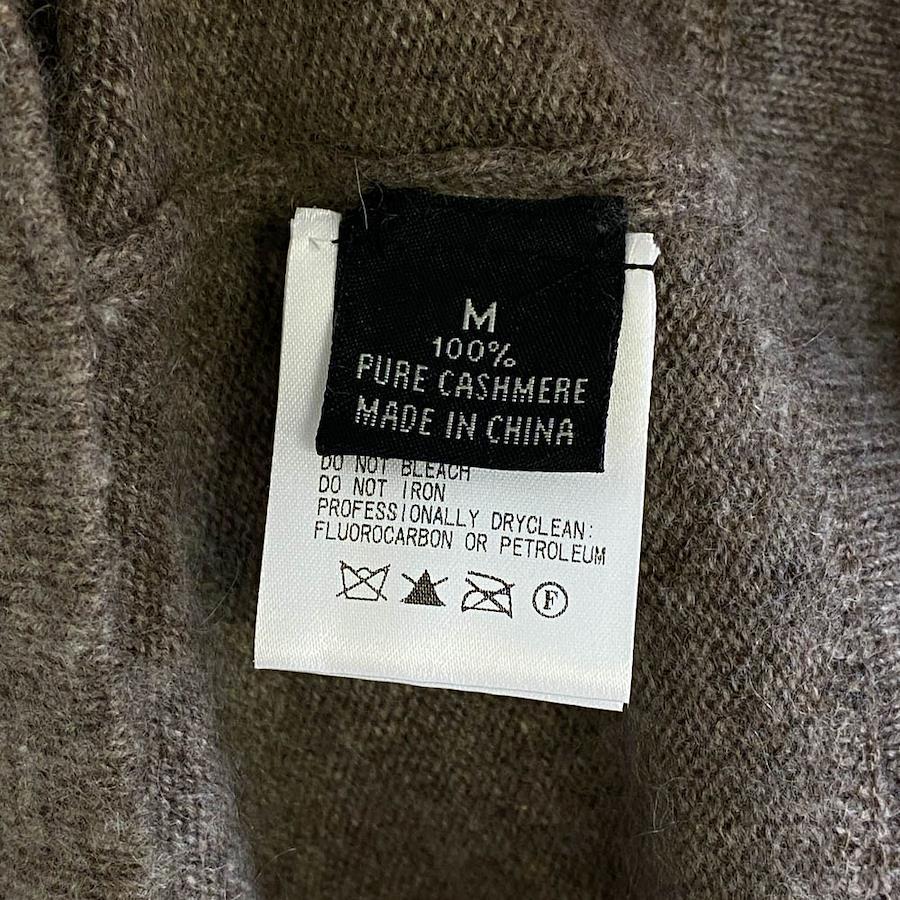 M
100%
PURE CASHMERE
MADE IN CHINA
DO NOT BLEACH
DO NOT IRON
PROFESSIONALLY DRYCLEAN:
FLUOROCARBON OR PETROLEUM
F